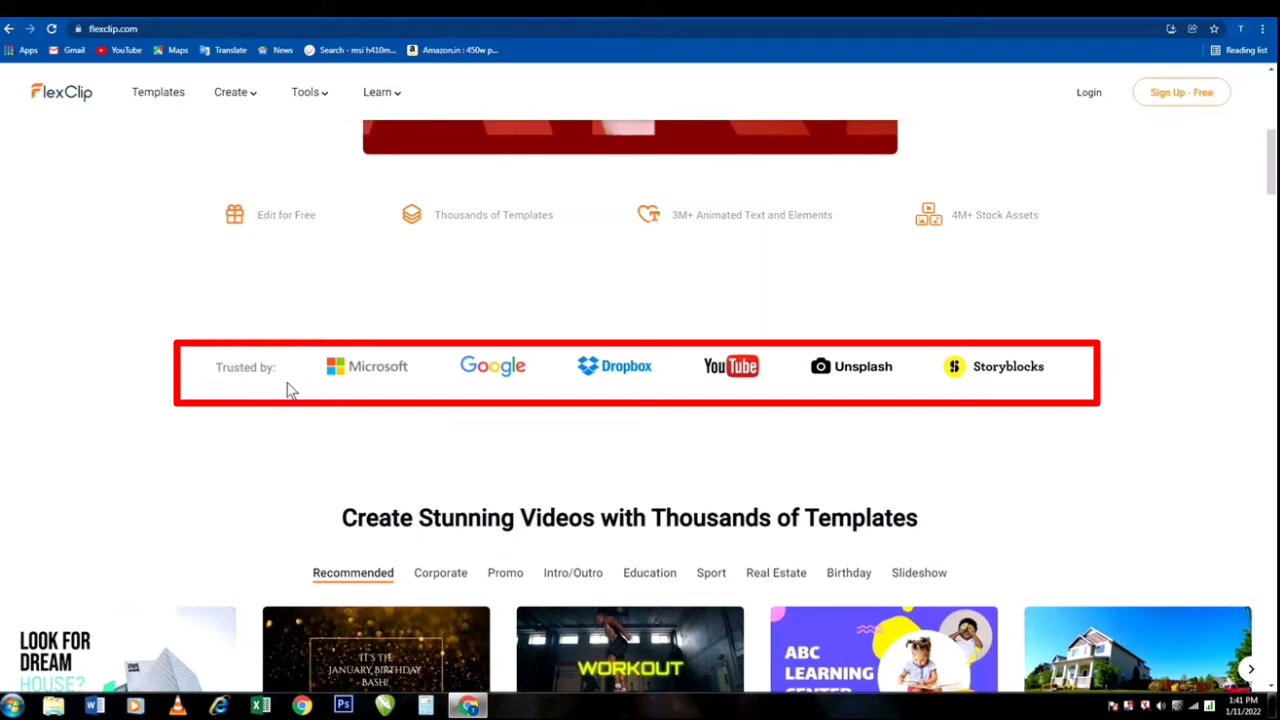 flexclip.com
T
Apps Gmail YouTube Maps Translate News Search - msi h410m... Amazon.in : 450w p... Reading list
FlexClip Templates Create Tools Learn Login Sign Up - Free
Edit for Free Thousands of Templates 3M+ Animated Text and Elements 4M+ Stock Assets
Trusted by: Microsoft Google Dropbox YouTube Unsplash Storyblocks
Create Stunning Videos with Thousands of Templates
Recommended Corporate Promo Intro/Outro Education Sport Real Estate Birthday Slideshow
LOOK FOR
DREAM
HOUSE?
IT'S THE
JANUARY BIRTHDAY
- BASH!
WORKOUT
ABC
LEARNING
CENTER
Ps
1:41 PM
1/11/2022